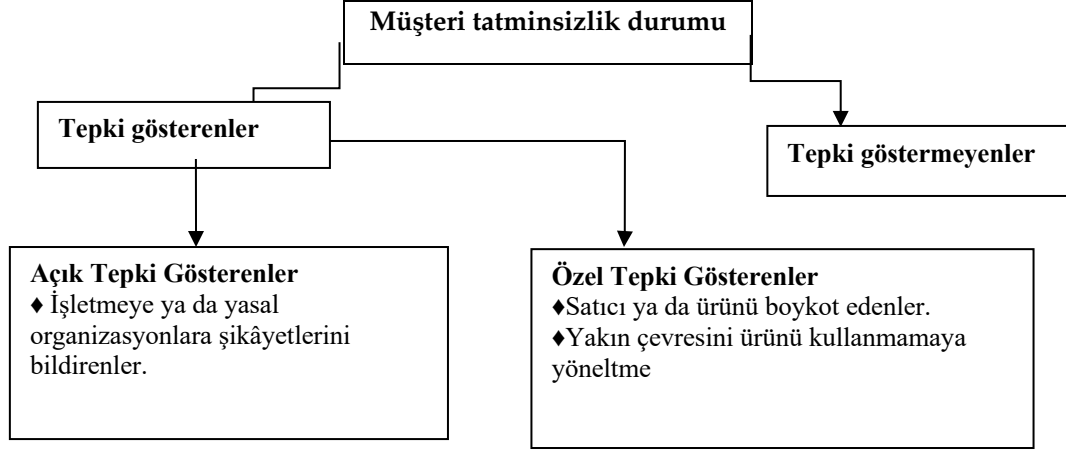 Müşteri tatminsizlik durumu
Tepki gösterenler
Tepki göstermeyenler
Açık Tepki Gösterenler
♦ İşletmeye ya da yasal
organizasyonlara şikâyetlerini
bildirenler.
Özel Tepki Gösterenler
♦Satıcı ya da ürünü boykot edenler.
♦Yakın çevresini ürünü kullanmamaya
yöneltme